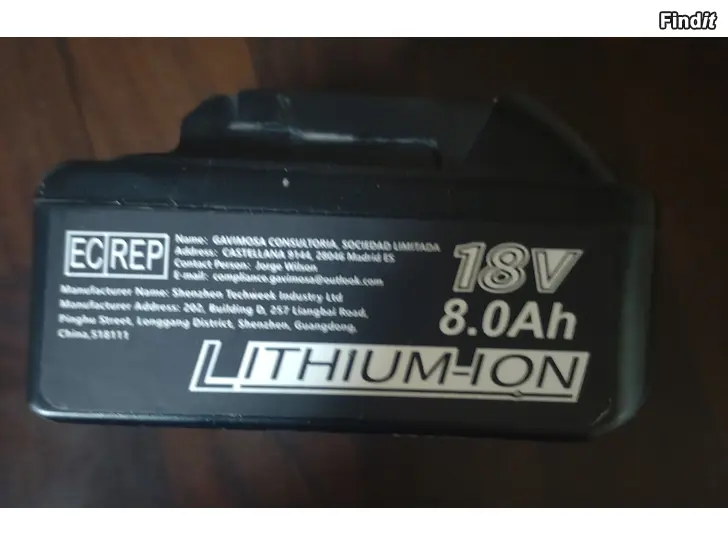 Findit
EC REP
Name: GAVIMOSA CONSULTORIA, SOCIEDAD LIMITADA
Address: CASTELLANA 9144, 28046 Madrid ES
Contact Person: Jorge Wilson
E-mail: compliance.gavimosa@outlook.com
Manufacturer Name: Shenzhen Techweek Industry Ltd
Manufacturer Address: 202, Building D, 257 Liangbai Road,
Pinghu Street, Longgang District, Shenzhen, Guangdong,
China,518111
18V
8.0Ah
LITHIUM-ION